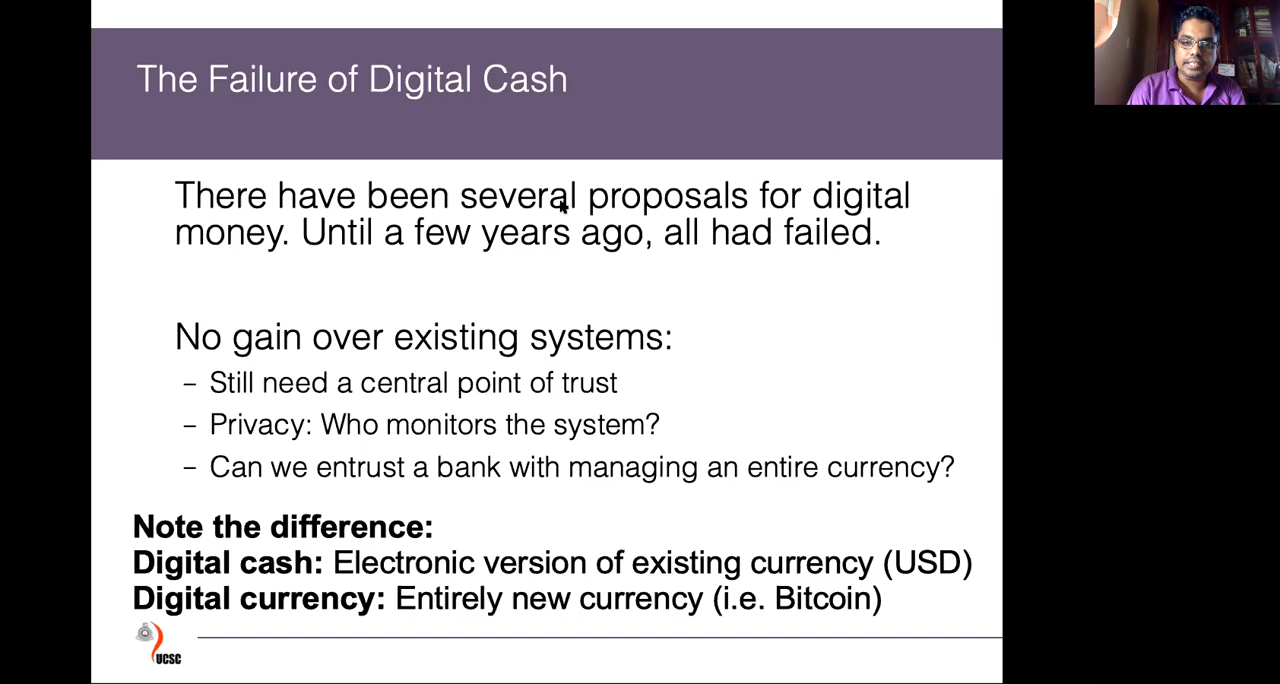 The Failure of Digital Cash
There have been several proposals for digital
money. Until a few years ago, all had failed.
No gain over existing systems:
– Still need a central point of trust
– Privacy: Who monitors the system?
– Can we entrust a bank with managing an entire currency?
Note the difference:
Digital cash: Electronic version of existing currency (USD)
Digital currency: Entirely new currency (i.e. Bitcoin)
UCSC